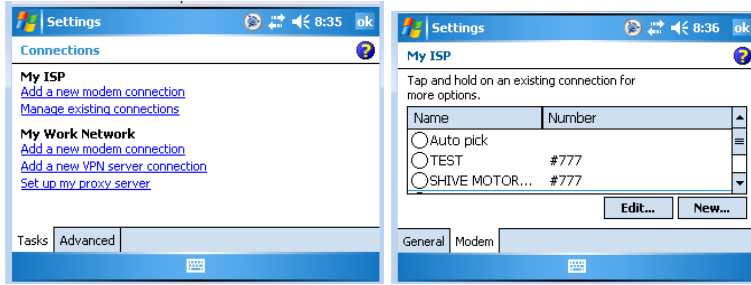 Settings 8:35 ok
Connections
My ISP
Add a new modem connection
Manage existing connections
My Work Network
Add a new modem connection
Add a new VPN server connection
Set up my proxy server
Tasks Advanced
Settings 8:36 ok
My ISP
Tap and hold on an existing connection for
more options.
Name Number
Auto pick
TEST #777
SHIVE MOTOR... #777
Edit... New...
General Modem